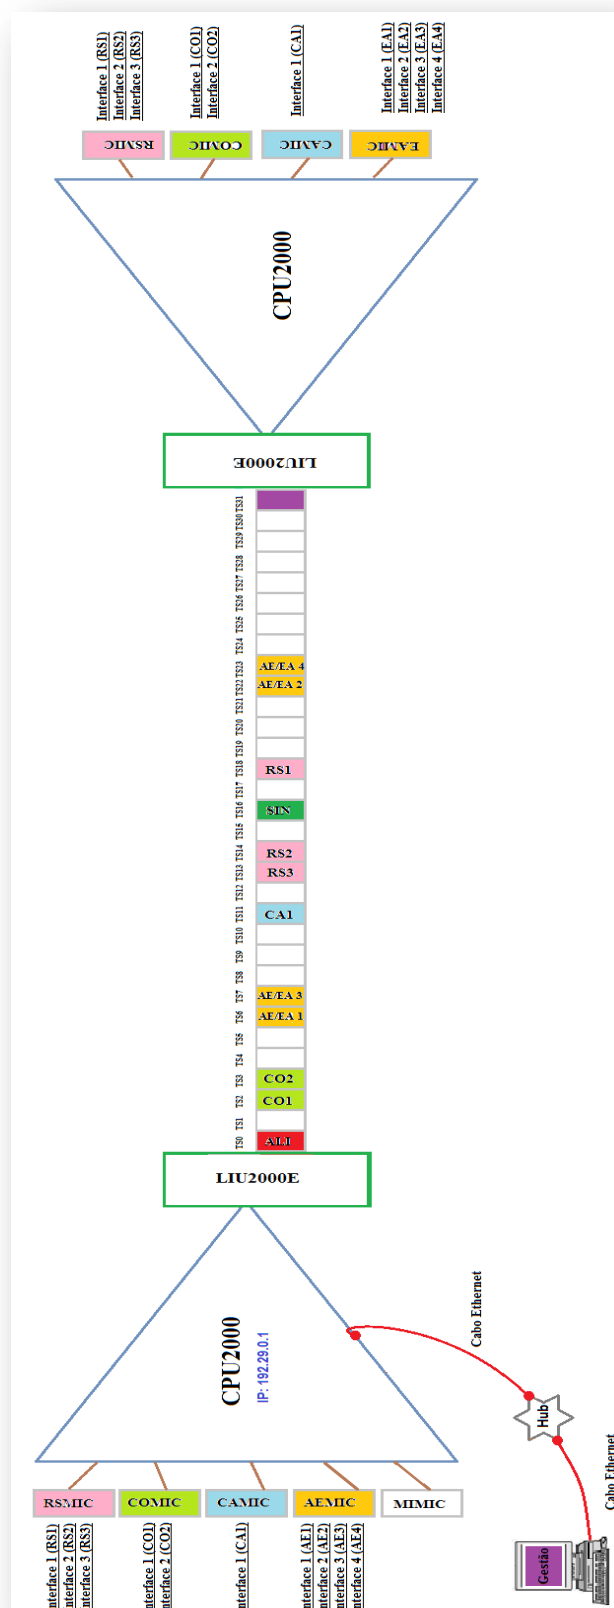 Interface 1 (RS1)
Interface 2 (RS2)
Interface 3 (RS3)
Interface 1 (CO1)
Interface 2 (CO2)
Interface 1 (CA1)
Interface 1 (EA1)
Interface 2 (EA2)
Interface 3 (EA3)
Interface 4 (EA4)
RSMIC
COMIC
CAMIC
EAMIC
CPU2000
LIU2000E
TS31
TS30
TS29
TS28
TS27
TS26
TS25
TS24
TS23 AE/EA 4
TS22 AE/EA 2
TS21
TS20
TS19
TS18 RS1
TS17
TS16 SIN
TS15
TS14 RS2
TS13 RS3
TS12
TS11 CA1
TS10
TS9
TS8
TS7 AE/EA 3
TS6 AE/EA 1
TS5
TS4
TS3 CO2
TS2 CO1
TS1
TS0 ALI
LIU2000E
CPU2000
IP: 192.29.0.1
Cabo Ethernet
Hub
Cabo Ethernet
Gestão
RSMIC
COMIC
CAMIC
AEMIC
MIMIC
nterface 1 (RS1)
nterface 2 (RS2)
nterface 3 (RS3)
nterface 1 (CO1)
nterface 2 (CO2)
nterface 1 (CA1)
nterface 1 (AE1)
nterface 2 (AE2)
nterface 3 (AE3)
nterface 4 (AE4)